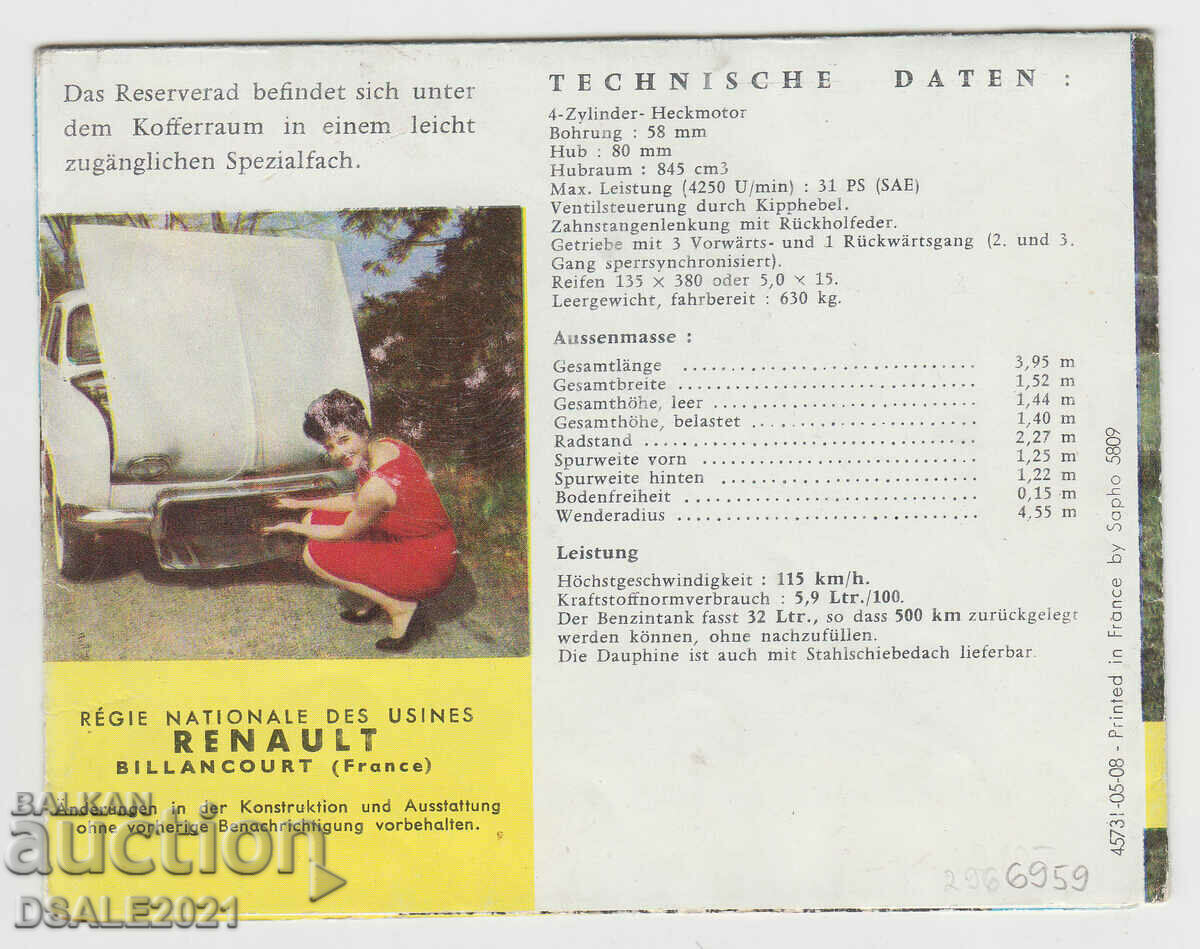 Das Reserverad befindet sich unter
dem Kofferraum in einem leicht
zugänglichen Spezialfach.
RÉGIE NATIONALE DES USINES
RENAULT
BILLANCOURT (France)
Änderungen in der Konstruktion und Ausstattung
ohne vorherige Benachrichtigung vorbehalten.
TECHNISCHE DATEN :
4-Zylinder- Heckmotor
Bohrung : 58 mm
Hub : 80 mm
Hubraum : 845 cm3
Max. Leistung (4250 U/min) : 31 PS (SAE)
Ventilsteuerung durch Kipphebel.
Zahnstangenlenkung mit Rückholfeder.
Getriebe mit 3 Vorwärts- und 1 Rückwärtsgang (2. und 3.
Gang sperrsynchronisiert).
Reifen 135 × 380 oder 5,0 × 15.
Leergewicht, fahrbereit : 630 kg.
Aussenmasse :
Gesamtlänge .............................. 3,95 m
Gesamtbreite .............................. 1,52 m
Gesamthöhe, leer .......................... 1,44 m
Gesamthöhe, belastet ...................... 1,40 m
Radstand .................................. 2,27 m
Spurweite vorn ............................ 1,25 m
Spurweite hinten .......................... 1,22 m
Bodenfreiheit ............................. 0,15 m
Wenderadius ............................... 4,55 m
Leistung
Höchstgeschwindigkeit : 115 km/h.
Kraftstoffnormverbrauch : 5,9 Ltr./100.
Der Benzintank fasst 32 Ltr., so dass 500 km zurückgelegt
werden können, ohne nachzufüllen.
Die Dauphine ist auch mit Stahlschiebedach lieferbar.
45731-05-08 - Printed in France by Sapho 5809
2966959
BALKAN
auction
DSALE2021